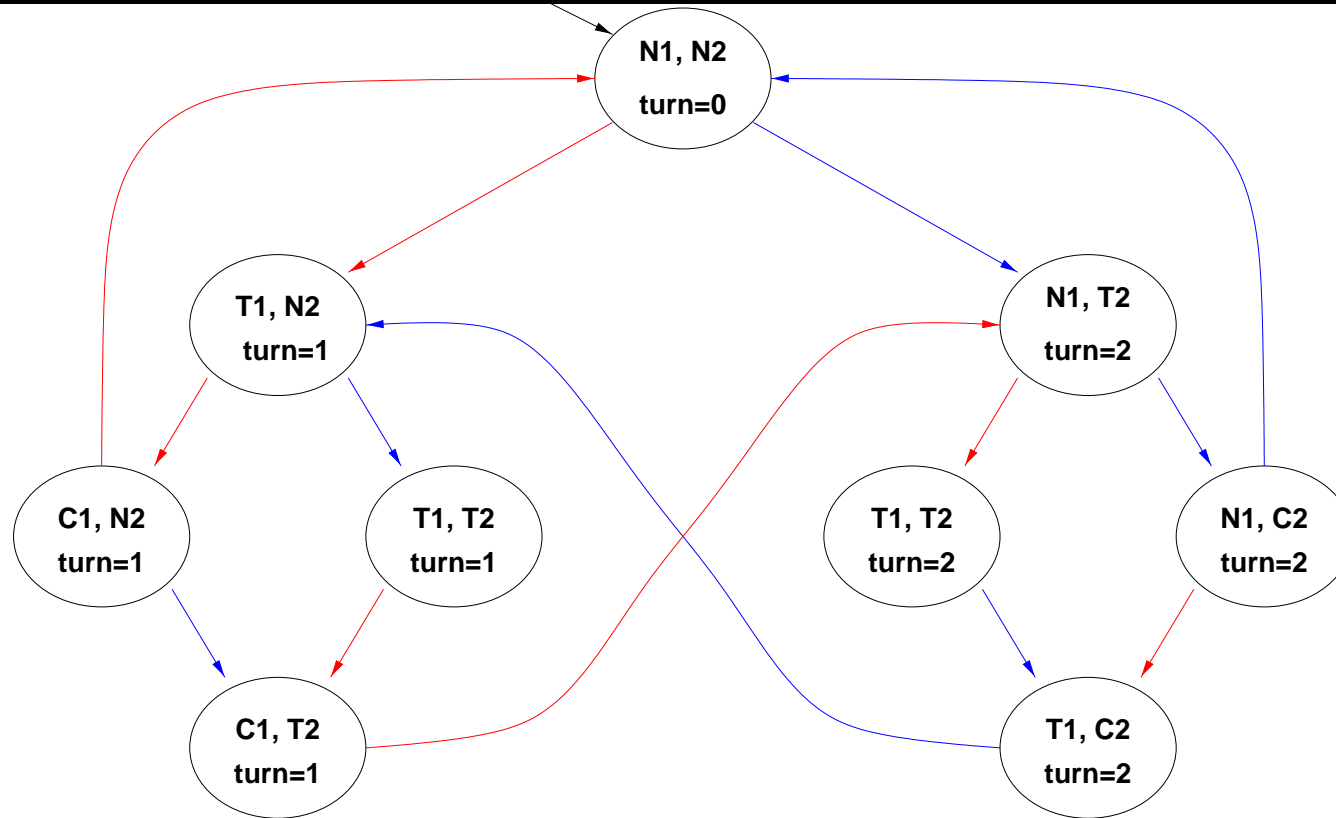 N1, N2
turn=0
T1, N2
turn=1
N1, T2
turn=2
C1, N2
turn=1
T1, T2
turn=1
T1, T2
turn=2
N1, C2
turn=2
C1, T2
turn=1
T1, C2
turn=2